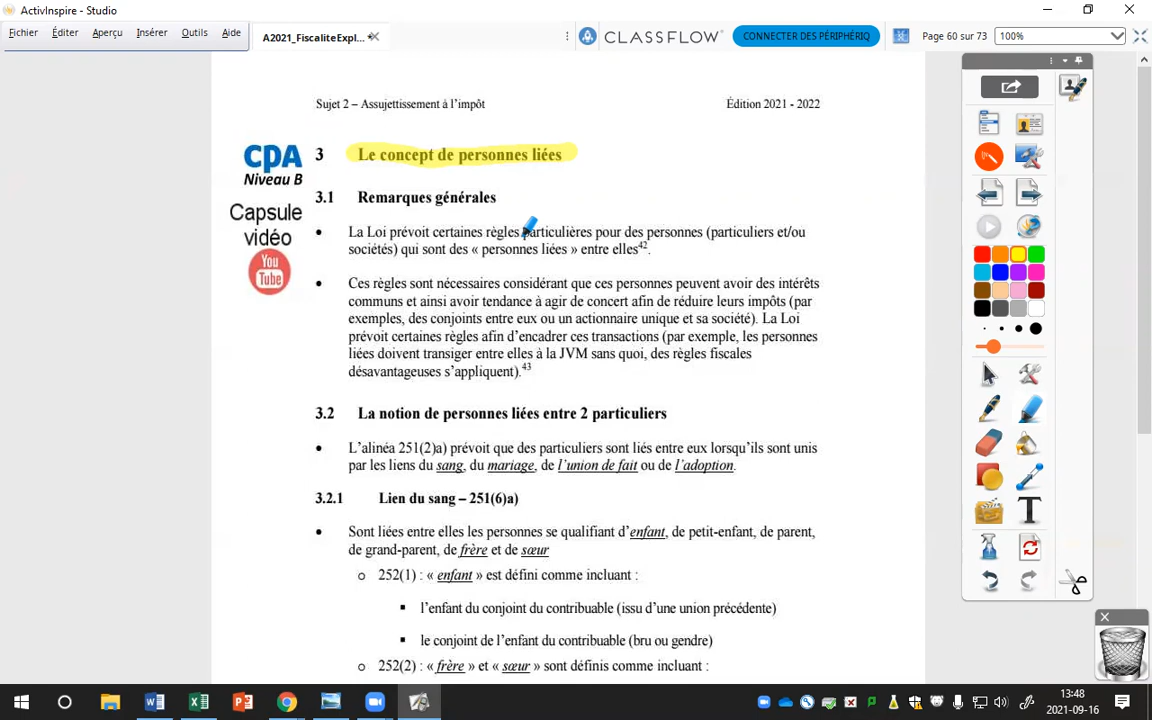 ActivInspire - Studio
Fichier Éditer Aperçu Insérer Outils Aide
A2021_FiscaliteExpl...
CLASSFLOW
CONNECTER DES PÉRIPHÉRIQ
Page 60 sur 73
100%
Sujet 2 – Assujettissement à l'impôt
Édition 2021 - 2022
CPA
Niveau B
Capsule
vidéo
You
Tube
3 Le concept de personnes liées
3.1 Remarques générales
• La Loi prévoit certaines règles particulières pour des personnes (particuliers et/ou
sociétés) qui sont des « personnes liées » entre elles42.
• Ces règles sont nécessaires considérant que ces personnes peuvent avoir des intérêts
communs et ainsi avoir tendance à agir de concert afin de réduire leurs impôts (par
exemples, des conjoints entre eux ou un actionnaire unique et sa société). La Loi
prévoit certaines règles afin d'encadrer ces transactions (par exemple, les personnes
liées doivent transiger entre elles à la JVM sans quoi, des règles fiscales
désavantageuses s'appliquent).43
3.2 La notion de personnes liées entre 2 particuliers
• L'alinéa 251(2)a) prévoit que des particuliers sont liés entre eux lorsqu'ils sont unis
par les liens du sang, du mariage, de l'union de fait ou de l'adoption.
3.2.1 Lien du sang – 251(6)a)
• Sont liées entre elles les personnes se qualifiant d'enfant, de petit-enfant, de parent,
de grand-parent, de frère et de sœur
o 252(1) : « enfant » est défini comme incluant :
▪ l'enfant du conjoint du contribuable (issu d'une union précédente)
▪ le conjoint de l'enfant du contribuable (bru ou gendre)
o 252(2) : « frère » et « sœur » sont définis comme incluant :
13:48
2021-09-16